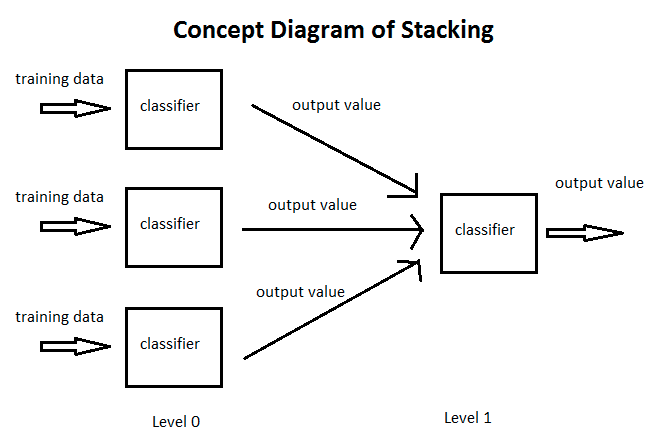 Concept Diagram of Stacking
training data
classifier
output value
training data
classifier
output value
output value
classifier
output value
training data
classifier
Level 0
Level 1